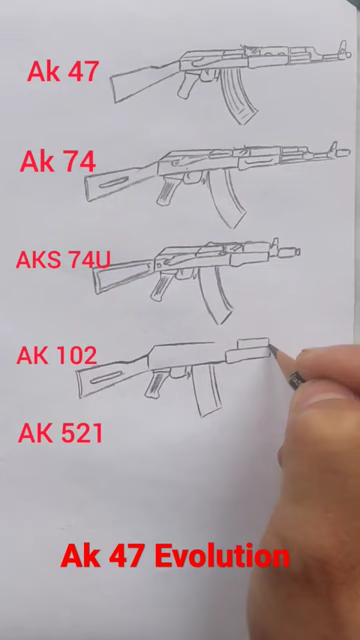 Ak 47
Ak 74
AKS 74U
AK 102
AK 521
Ak 47 Evolution